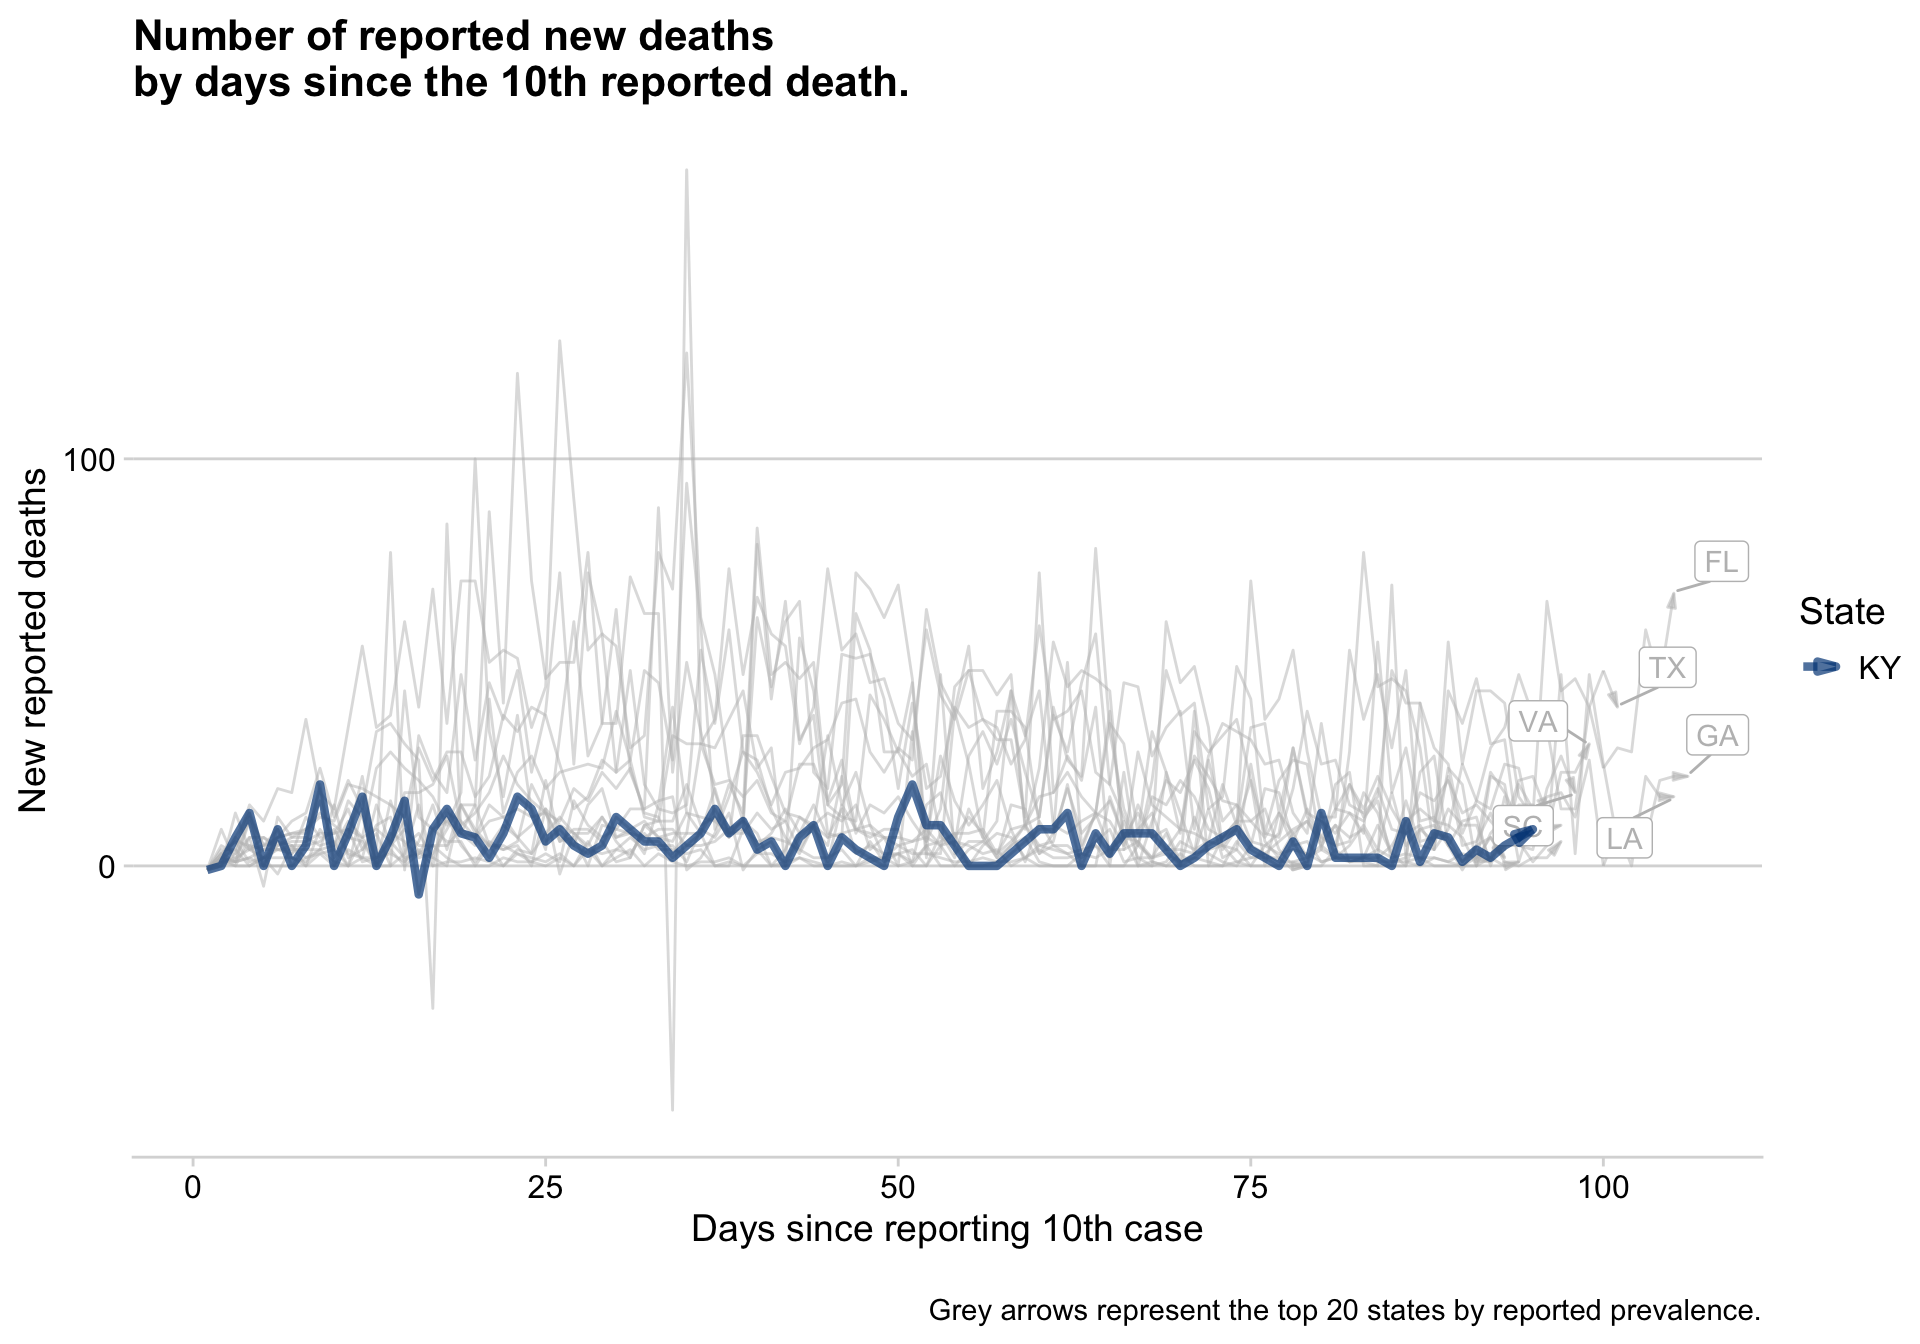 Number of reported new deaths
by days since the 10th reported death.
New reported deaths
100
0
FL
TX
VA
GA
SC
LA
State
KY
0
25
50
75
100
Days since reporting 10th case
Grey arrows represent the top 20 states by reported prevalence.